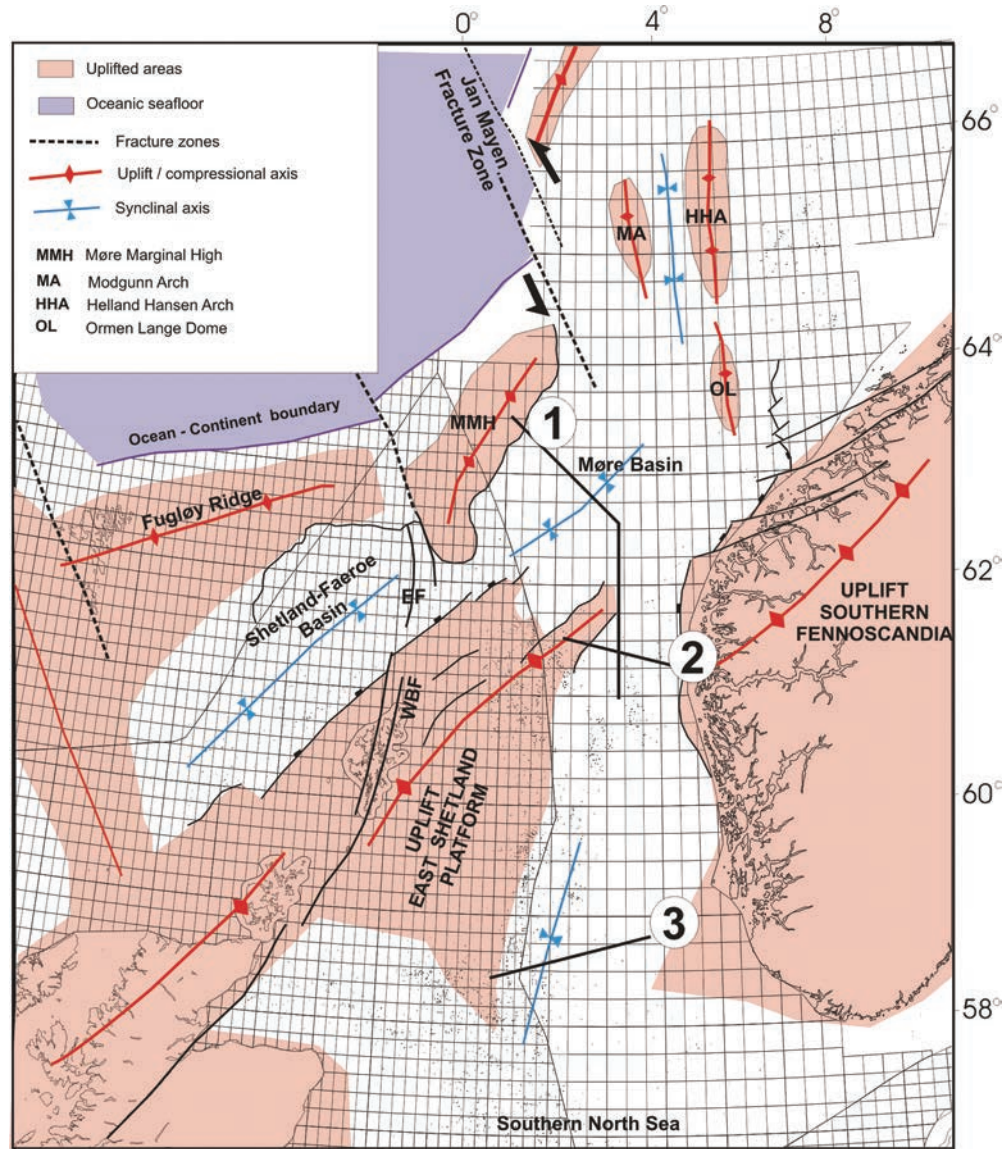 0° 4° 8°
Uplifted areas
Oceanic seafloor
Fracture zones
Uplift / compressional axis
Synclinal axis
MMH Møre Marginal High
MA Modgunn Arch
HHA Helland Hansen Arch
OL Ormen Lange Dome
Jan Mayen
Fracture Zone
66°
MA
HHA
64°
OL
Ocean - Continent boundary
MMH
1
Møre Basin
Fugløy Ridge
62°
Shetland-Faeroe
Basin
EF
UPLIFT
SOUTHERN
FENNOSCANDIA
2
WBF
60°
UPLIFT
EAST SHETLAND
PLATFORM
3
58°
Southern North Sea